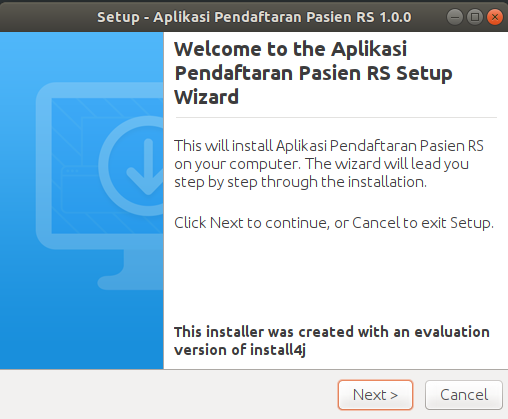 Setup - Aplikasi Pendaftaran Pasien RS 1.0.0
Welcome to the Aplikasi
Pendaftaran Pasien RS Setup
Wizard
This will install Aplikasi Pendaftaran Pasien RS
on your computer. The wizard will lead you
step by step through the installation.
Click Next to continue, or Cancel to exit Setup.
This installer was created with an evaluation
version of install4j
Next >
Cancel